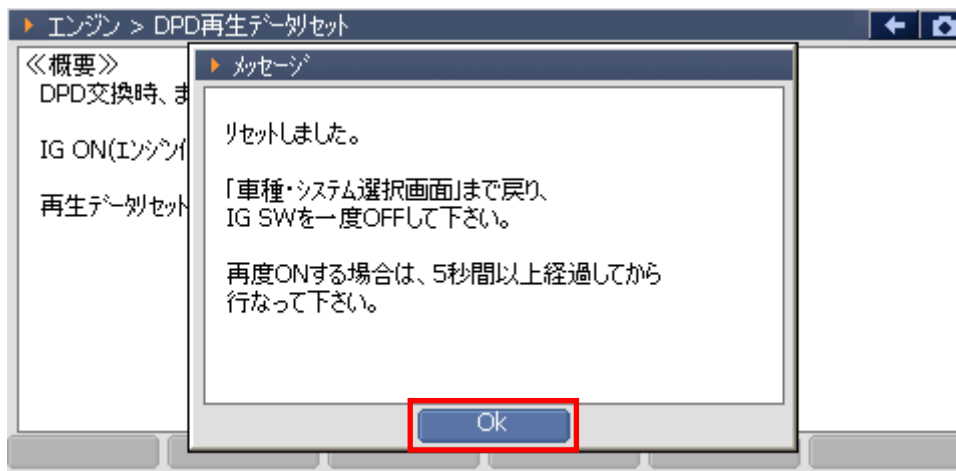 エンジン > DPD再生ﾃﾞｰﾀﾘｾｯﾄ
≪概要≫
DPD交換時、ま
IG ON(ｴﾝｼﾞﾝｲ
再生ﾃﾞｰﾀﾘｾｯﾄ
ﾒｯｾｰｼﾞ
ﾘｾｯﾄしました。
「車種・ｼｽﾃﾑ選択画面」まで戻り、
IG SWを一度OFFして下さい。
再度ONする場合は、5秒間以上経過してから
行なって下さい。
Ok